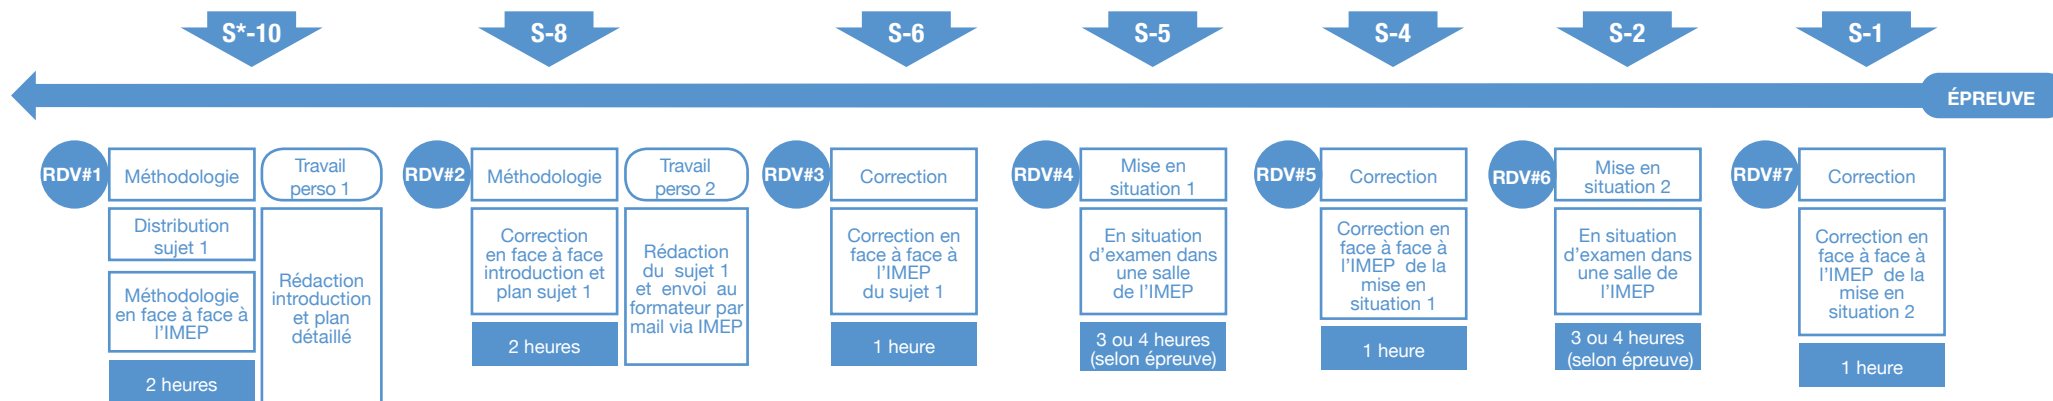 S*-10
S-8
S-6
S-5
S-4
S-2
S-1
ÉPREUVE
RDV#1
Méthodologie
Distribution
sujet 1
Méthodologie
en face à face à
l'IMEP
2 heures
Travail
perso 1
Rédaction
introduction
et plan
détaillé
RDV#2
Méthodologie
Correction
en face à face
introduction et
plan sujet 1
2 heures
Travail
perso 2
Rédaction
du sujet 1
et envoi au
formateur par
mail via IMEP
RDV#3
Correction
Correction en
face à face à
l'IMEP
du sujet 1
1 heure
RDV#4
Mise en
situation 1
En situation
d'examen dans
une salle
de l'IMEP
3 ou 4 heures
(selon épreuve)
RDV#5
Correction
Correction en
face à face à
l'IMEP de la
mise en
situation 1
1 heure
RDV#6
Mise en
situation 2
En situation
d'examen dans
une salle de
l'IMEP
3 ou 4 heures
(selon épreuve)
RDV#7
Correction
Correction en
face à face à
l'IMEP de la
mise en
situation 2
1 heure